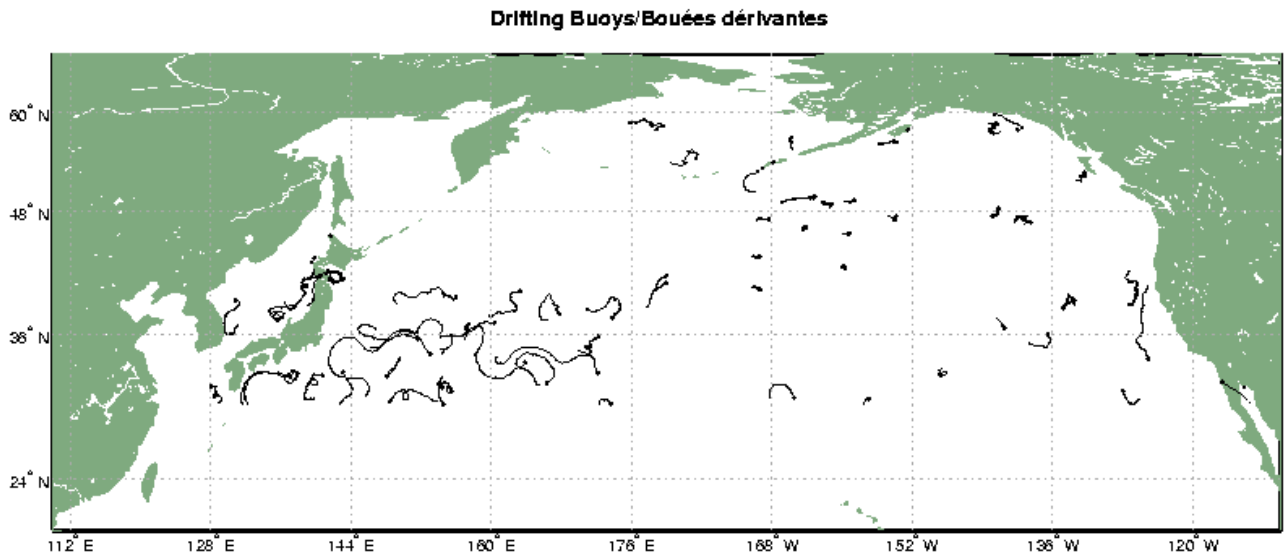 Drifting Buoys/Bouées dérivantes
60° N
48° N
36° N
24° N
112° E 128° E 144° E 160° E 176° E 168° W 152° W 136° W 120° W